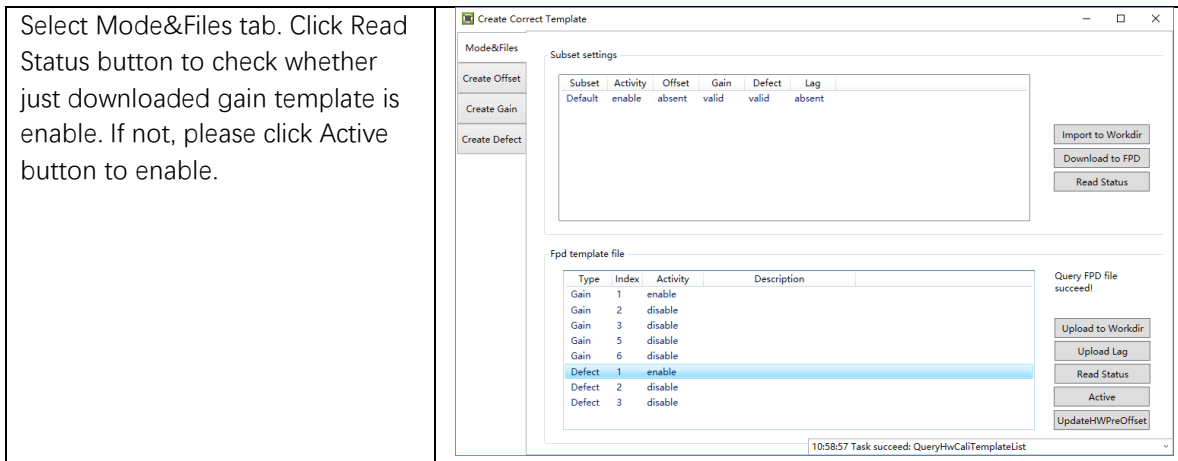 Select Mode&Files tab. Click Read
Status button to check whether
just downloaded gain template is
enable. If not, please click Active
button to enable.
Create Correct Template
Mode&Files
Create Offset
Create Gain
Create Defect
Subset settings
Subset Activity Offset Gain Defect Lag
Default enable absent valid valid absent
Import to Workdir
Download to FPD
Read Status
Fpd template file
Type Index Activity Description
Gain 1 enable
Gain 2 disable
Gain 3 disable
Gain 5 disable
Gain 6 disable
Defect 1 enable
Defect 2 disable
Defect 3 disable
Query FPD file
succeed!
Upload to Workdir
Upload Lag
Read Status
Active
UpdateHWPreOffset
10:58:57 Task succeed: QueryHwCaliTemplateList